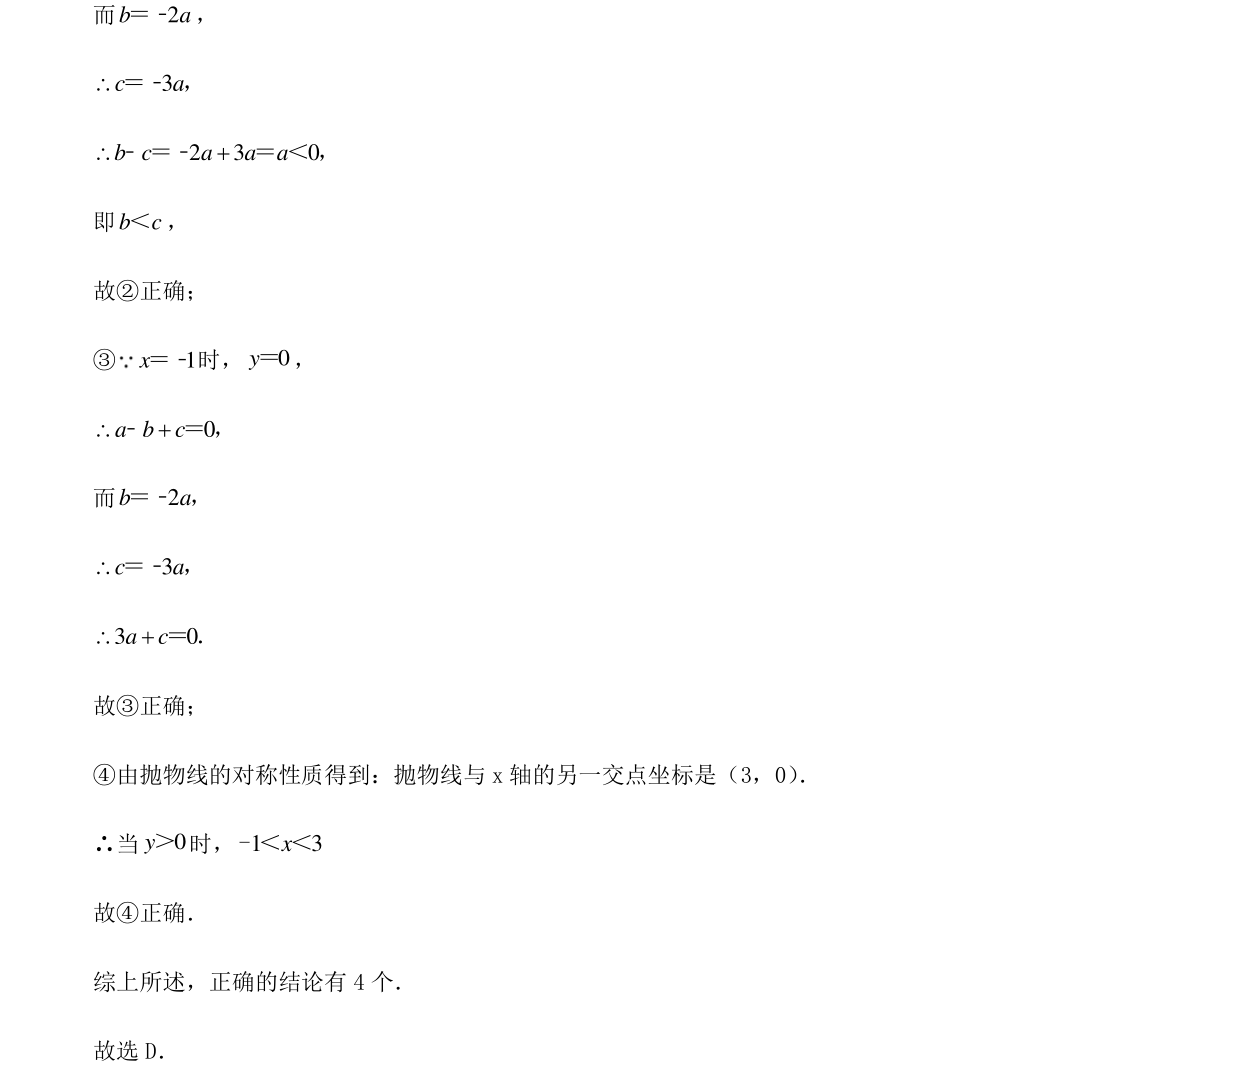 而b= -2a，
∴c= -3a，
∴b- c= -2a+3a=a<0，
即b<c，
故②正确；
③∵x= -1时，y=0，
∴a- b+c=0，
而b= -2a，
∴c= -3a，
∴3a+c=0.
故③正确；
④由抛物线的对称性质得到：抛物线与 x 轴的另一交点坐标是（3，0）．
∴当y>0时，-1<x<3
故④正确．
综上所述，正确的结论有 4 个．
故选 D．